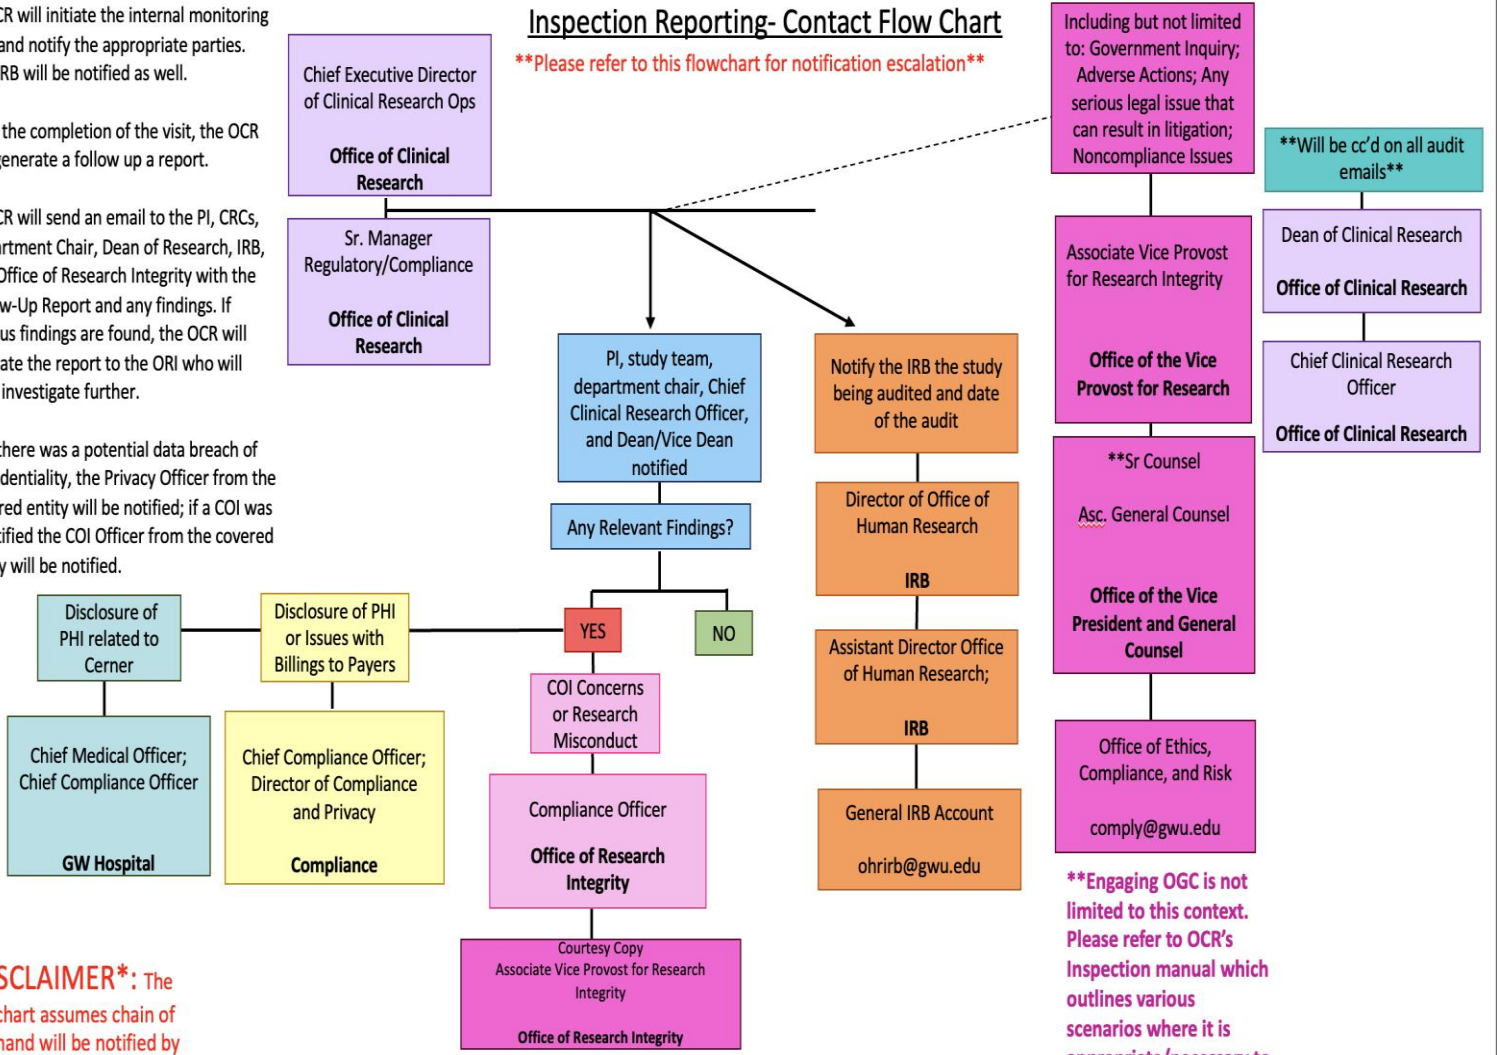 Inspection Reporting- Contact Flow Chart
**Please refer to this flowchart for notification escalation**
CR will initiate the internal monitoring
and notify the appropriate parties.
RB will be notified as well.
the completion of the visit, the OCR
generate a follow up a report.
CR will send an email to the PI, CRCs,
artment Chair, Dean of Research, IRB,
Office of Research Integrity with the
w-Up Report and any findings. If
us findings are found, the OCR will
ate the report to the ORI who will
investigate further.
there was a potential data breach of
dentiality, the Privacy Officer from the
red entity will be notified; if a COI was
tified the COI Officer from the covered
y will be notified.
Chief Executive Director
of Clinical Research Ops
Office of Clinical
Research
Sr. Manager
Regulatory/Compliance
Office of Clinical
Research
PI, study team,
department chair, Chief
Clinical Research Officer,
and Dean/Vice Dean
notified
Any Relevant Findings?
YES
NO
Disclosure of
PHI related to
Cerner
Chief Medical Officer;
Chief Compliance Officer
GW Hospital
Disclosure of PHI
or Issues with
Billings to Payers
Chief Compliance Officer;
Director of Compliance
and Privacy
Compliance
COI Concerns
or Research
Misconduct
Compliance Officer
Office of Research
Integrity
Courtesy Copy
Associate Vice Provost for Research
Integrity
Office of Research Integrity
Notify the IRB the study
being audited and date
of the audit
Director of Office of
Human Research
IRB
Assistant Director Office
of Human Research;
IRB
General IRB Account
ohrirb@gwu.edu
Including but not limited
to: Government Inquiry;
Adverse Actions; Any
serious legal issue that
can result in litigation;
Noncompliance Issues
Associate Vice Provost
for Research Integrity
Office of the Vice
Provost for Research
**Sr Counsel
Asc. General Counsel
Office of the Vice
President and General
Counsel
Office of Ethics,
Compliance, and Risk
comply@gwu.edu
**Engaging OGC is not
limited to this context.
Please refer to OCR's
Inspection manual which
outlines various
scenarios where it is
appropriate/necessary to
**Will be cc'd on all audit
emails**
Dean of Clinical Research
Office of Clinical Research
Chief Clinical Research
Officer
Office of Clinical Research
SCLAIMER*: The
chart assumes chain of
mand will be notified by